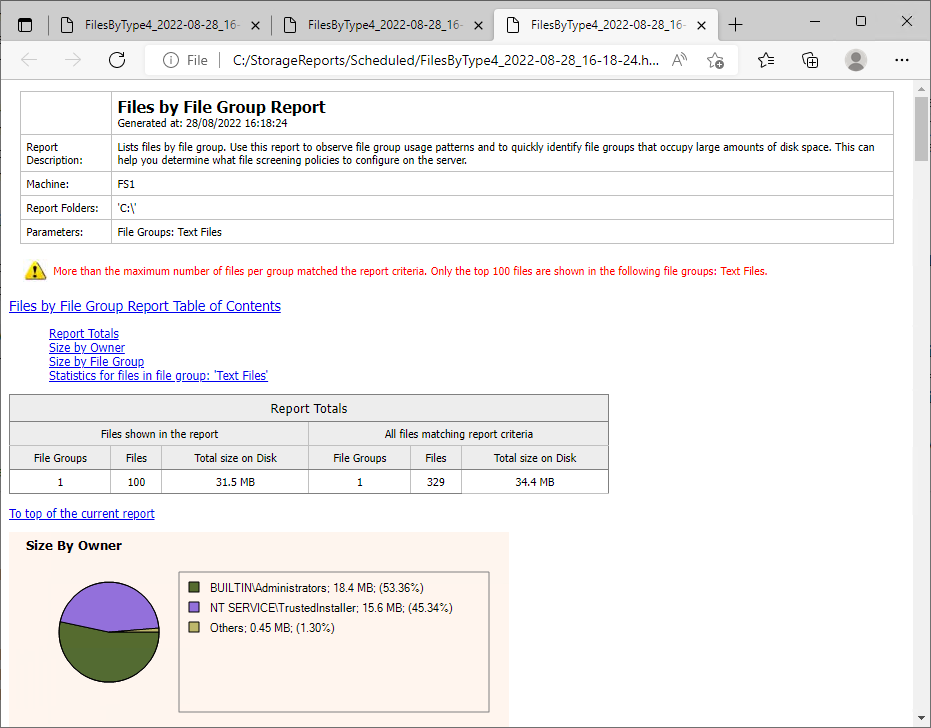 FilesByType4_2022-08-28_16-
FilesByType4_2022-08-28_16-
FilesByType4_2022-08-28_16-
File
C:/StorageReports/Scheduled/FilesByType4_2022-08-28_16-18-24.h...
Files by File Group Report
Generated at: 28/08/2022 16:18:24
Report Description:
Lists files by file group. Use this report to observe file group usage patterns and to quickly identify file groups that occupy large amounts of disk space. This can
help you determine what file screening policies to configure on the server.
Machine: FS1
Report Folders: 'C:\'
Parameters: File Groups: Text Files
More than the maximum number of files per group matched the report criteria. Only the top 100 files are shown in the following file groups: Text Files.
Files by File Group Report Table of Contents
Report Totals
Size by Owner
Size by File Group
Statistics for files in file group: 'Text Files'
Report Totals
Files shown in the report All files matching report criteria
File Groups Files Total size on Disk File Groups Files Total size on Disk
1 100 31.5 MB 1 329 34.4 MB
To top of the current report
Size By Owner
BUILTIN\Administrators; 18.4 MB; (53.36%)
NT SERVICE\TrustedInstaller; 15.6 MB; (45.34%)
Others; 0.45 MB; (1.30%)